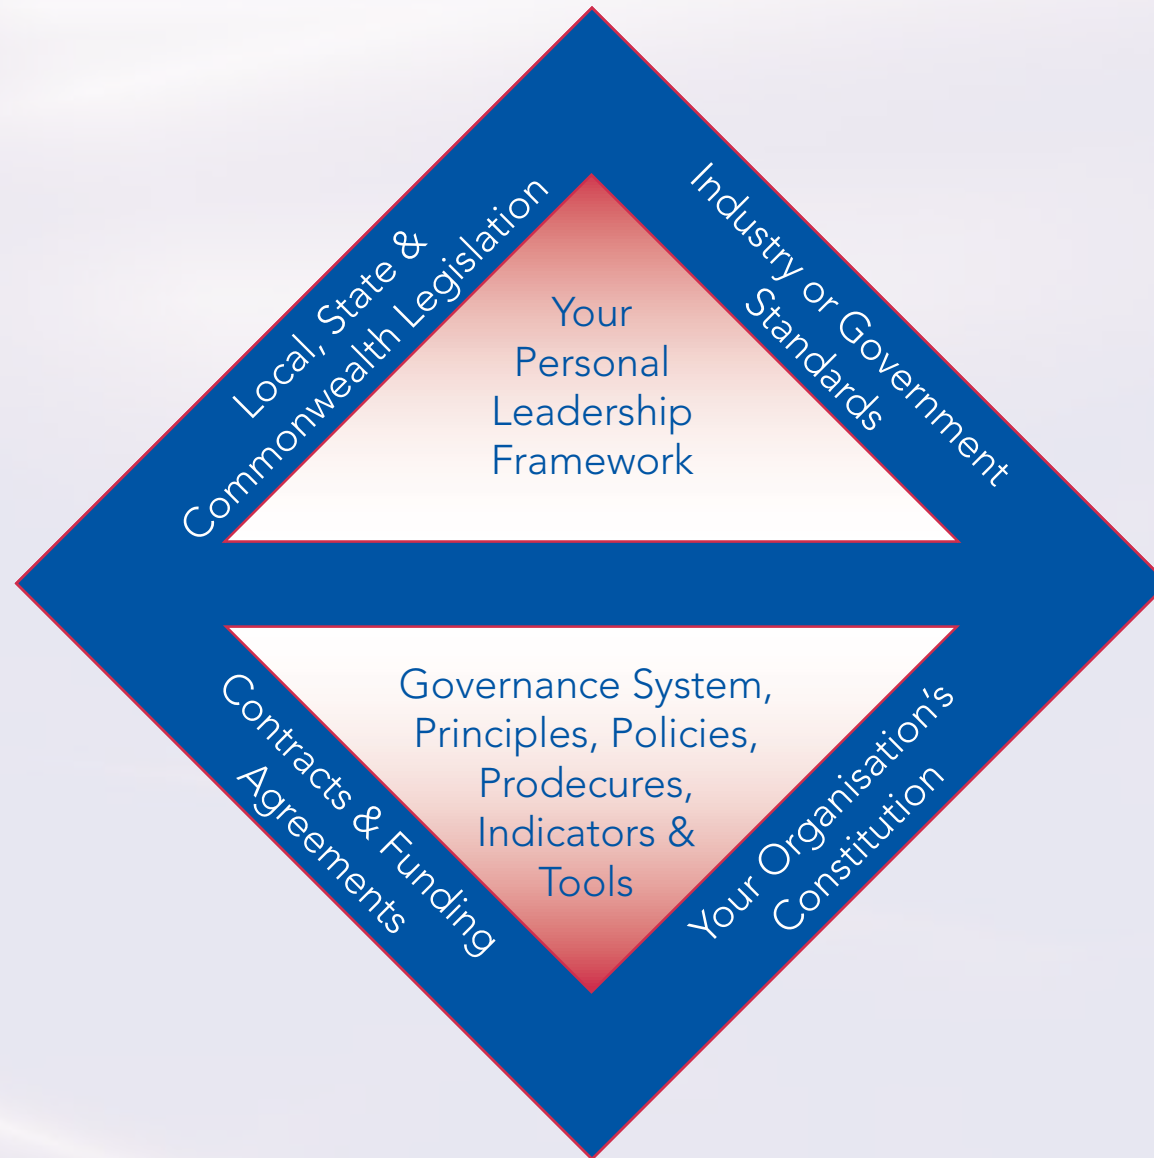 Local, State &
Commonwealth Legislation
Industry or Government
Standards
Your
Personal
Leadership
Framework
Governance System,
Principles, Policies,
Prodecures,
Indicators &
Tools
Contracts & Funding
Agreements
Your Organisation’s
Constitution